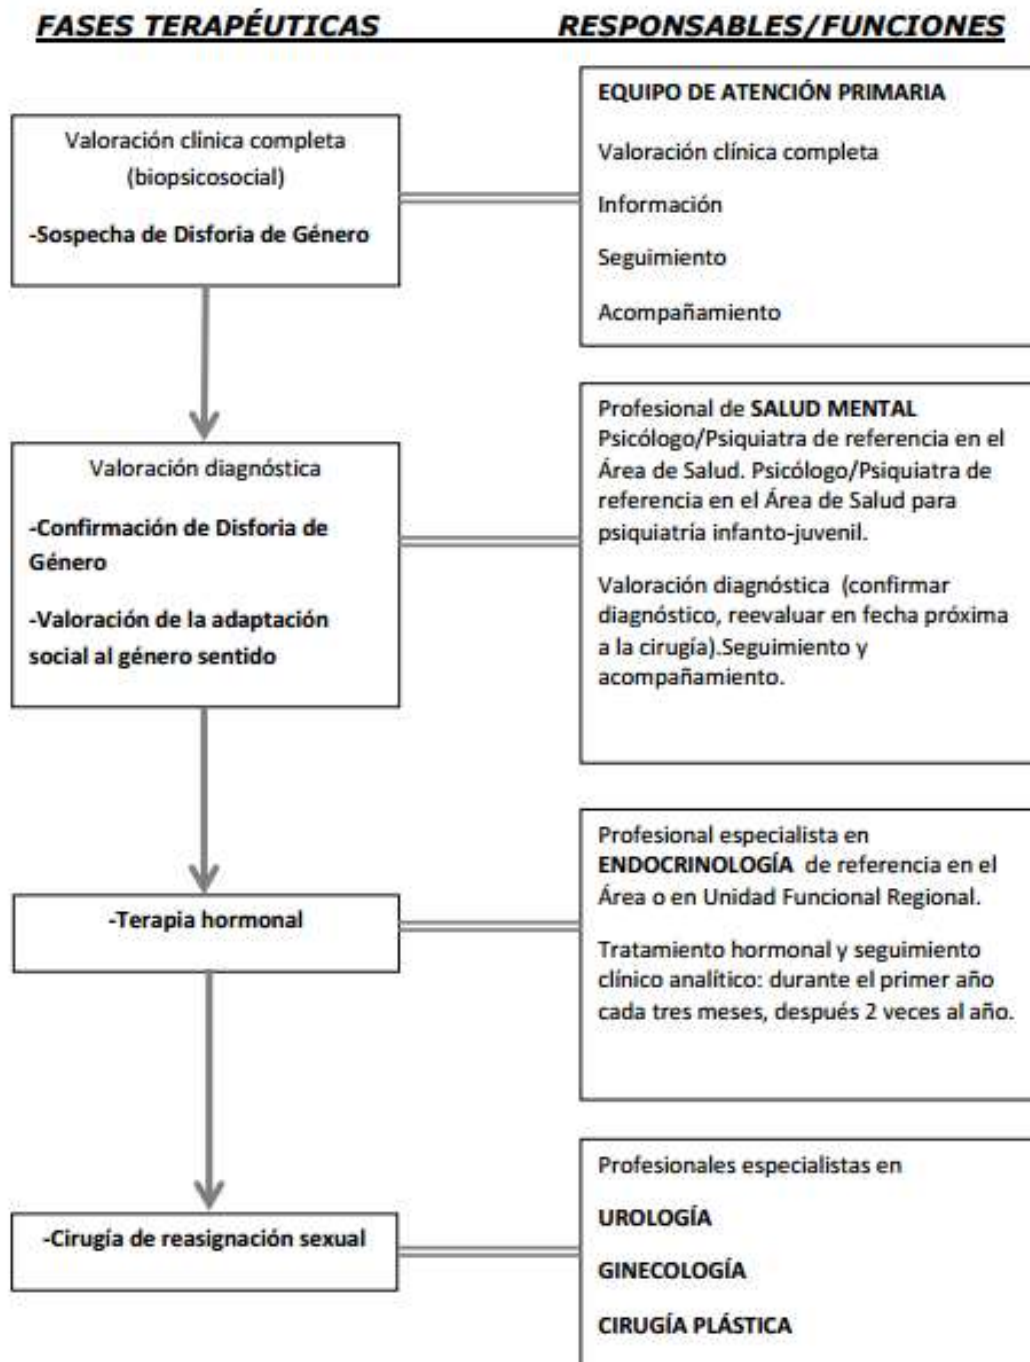 FASES TERAPÉUTICAS RESPONSABLES/FUNCIONES
Valoración clínica completa
(biopsicosocial)
-Sospecha de Disforia de Género
EQUIPO DE ATENCIÓN PRIMARIA
Valoración clínica completa
Información
Seguimiento
Acompañamiento
Valoración diagnóstica
-Confirmación de Disforia de
Género
-Valoración de la adaptación
social al género sentido
Profesional de SALUD MENTAL
Psicólogo/Psiquiatra de referencia en el
Área de Salud. Psicólogo/Psiquiatra de
referencia en el Área de Salud para
psiquiatría infanto-juvenil.
Valoración diagnóstica (confirmar
diagnóstico, reevaluar en fecha próxima
a la cirugía).Seguimiento y
acompañamiento.
-Terapia hormonal
Profesional especialista en
ENDOCRINOLOGÍA de referencia en el
Área o en Unidad Funcional Regional.
Tratamiento hormonal y seguimiento
clínico analítico: durante el primer año
cada tres meses, después 2 veces al año.
-Cirugía de reasignación sexual
Profesionales especialistas en
UROLOGÍA
GINECOLOGÍA
CIRUGÍA PLÁSTICA